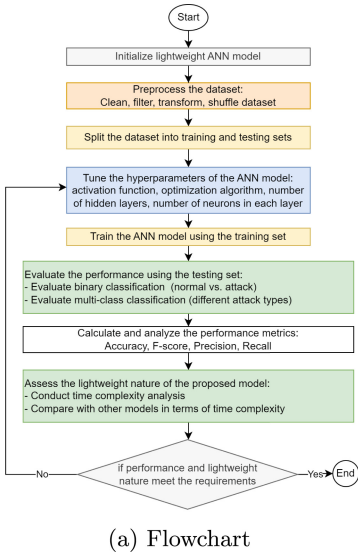 Start
Initialize lightweight ANN model
Preprocess the dataset:
Clean, filter, transform, shuffle dataset
Split the dataset into training and testing sets
Tune the hyperparameters of the ANN model:
activation function, optimization algorithm, number
of hidden layers, number of neurons in each layer
Train the ANN model using the training set
Evaluate the performance using the testing set:
- Evaluate binary classification  (normal vs. attack)
- Evaluate multi-class classification (different attack types)
Calculate and analyze the performance metrics:
Accuracy, F-score, Precision, Recall
Assess the lightweight nature of the proposed model:
- Conduct time complexity analysis
- Compare with other models in terms of time complexity
if performance and lightweight
nature meet the requirements
No
Yes
End
(a) Flowchart